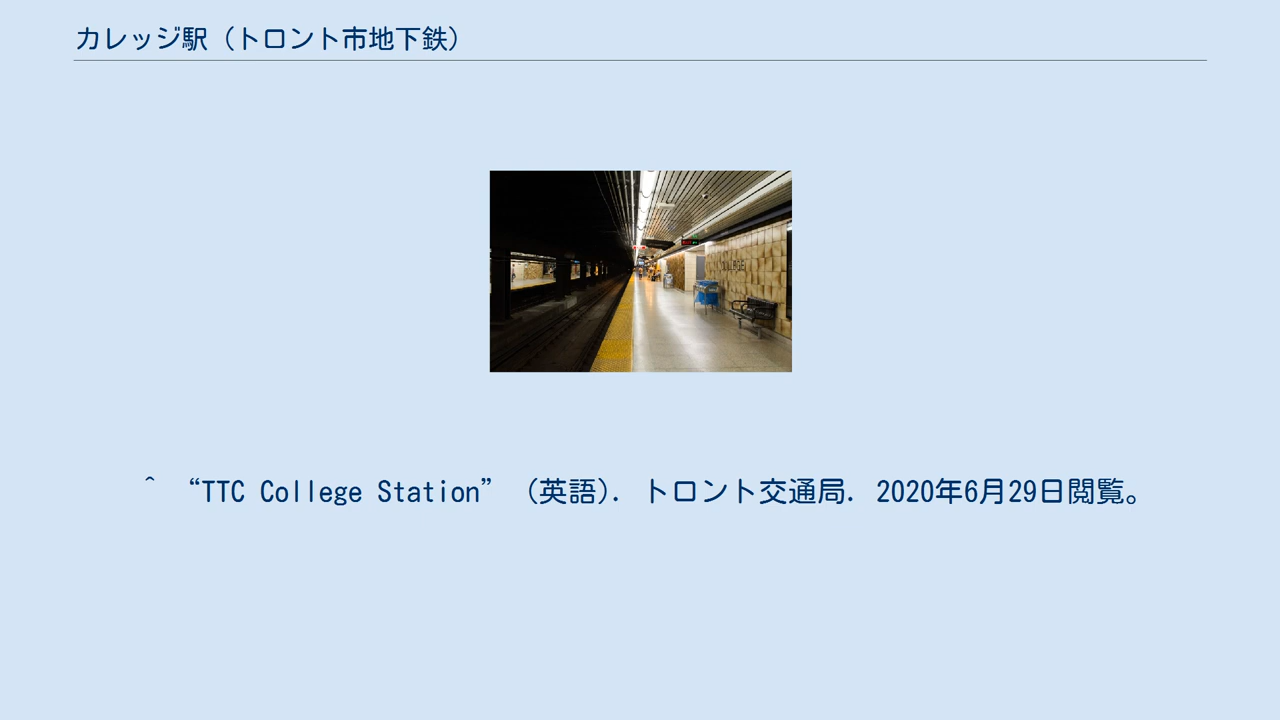 カレッジ駅（トロント市地下鉄）
COLLEGE
^ “TTC College Station” （英語）. トロント交通局. 2020年6月29日閲覧。